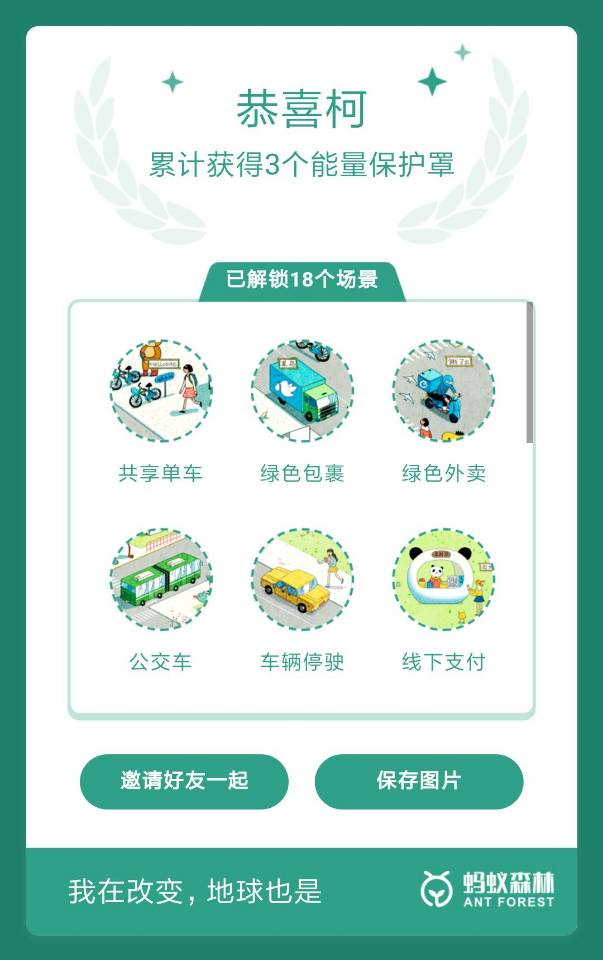 恭喜柯
累计获得3个能量保护罩
已解锁18个场景
共享单车
绿色包裹
绿色外卖
公交车
车辆停驶
线下支付
邀请好友一起
保存图片
我在改变，地球也是
蚂蚁森林
ANT FOREST